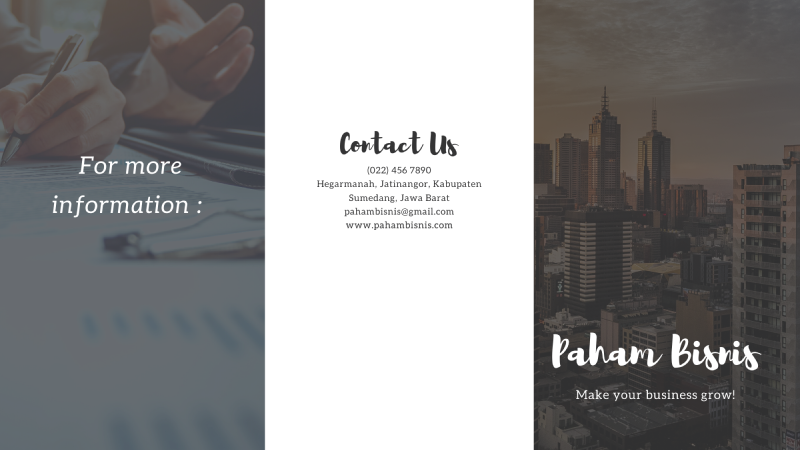 For more
information :
Contact Us
(022) 456 7890
Hegarmanah, Jatinangor, Kabupaten
Sumedang, Jawa Barat
pahambisnis@gmail.com
www.pahambisnis.com
Paham Bisnis
Make your business grow!